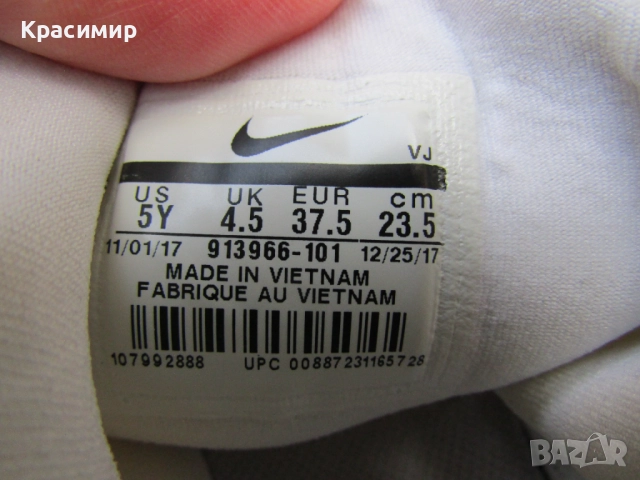 Красимир
VJ
US UK EUR cm
5Y 4.5 37.5 23.5
11/01/17 913966-101 12/25/17
MADE IN VIETNAM
FABRIQUE AU VIETNAM
107992888 UPC 00887231165728
BAZAR